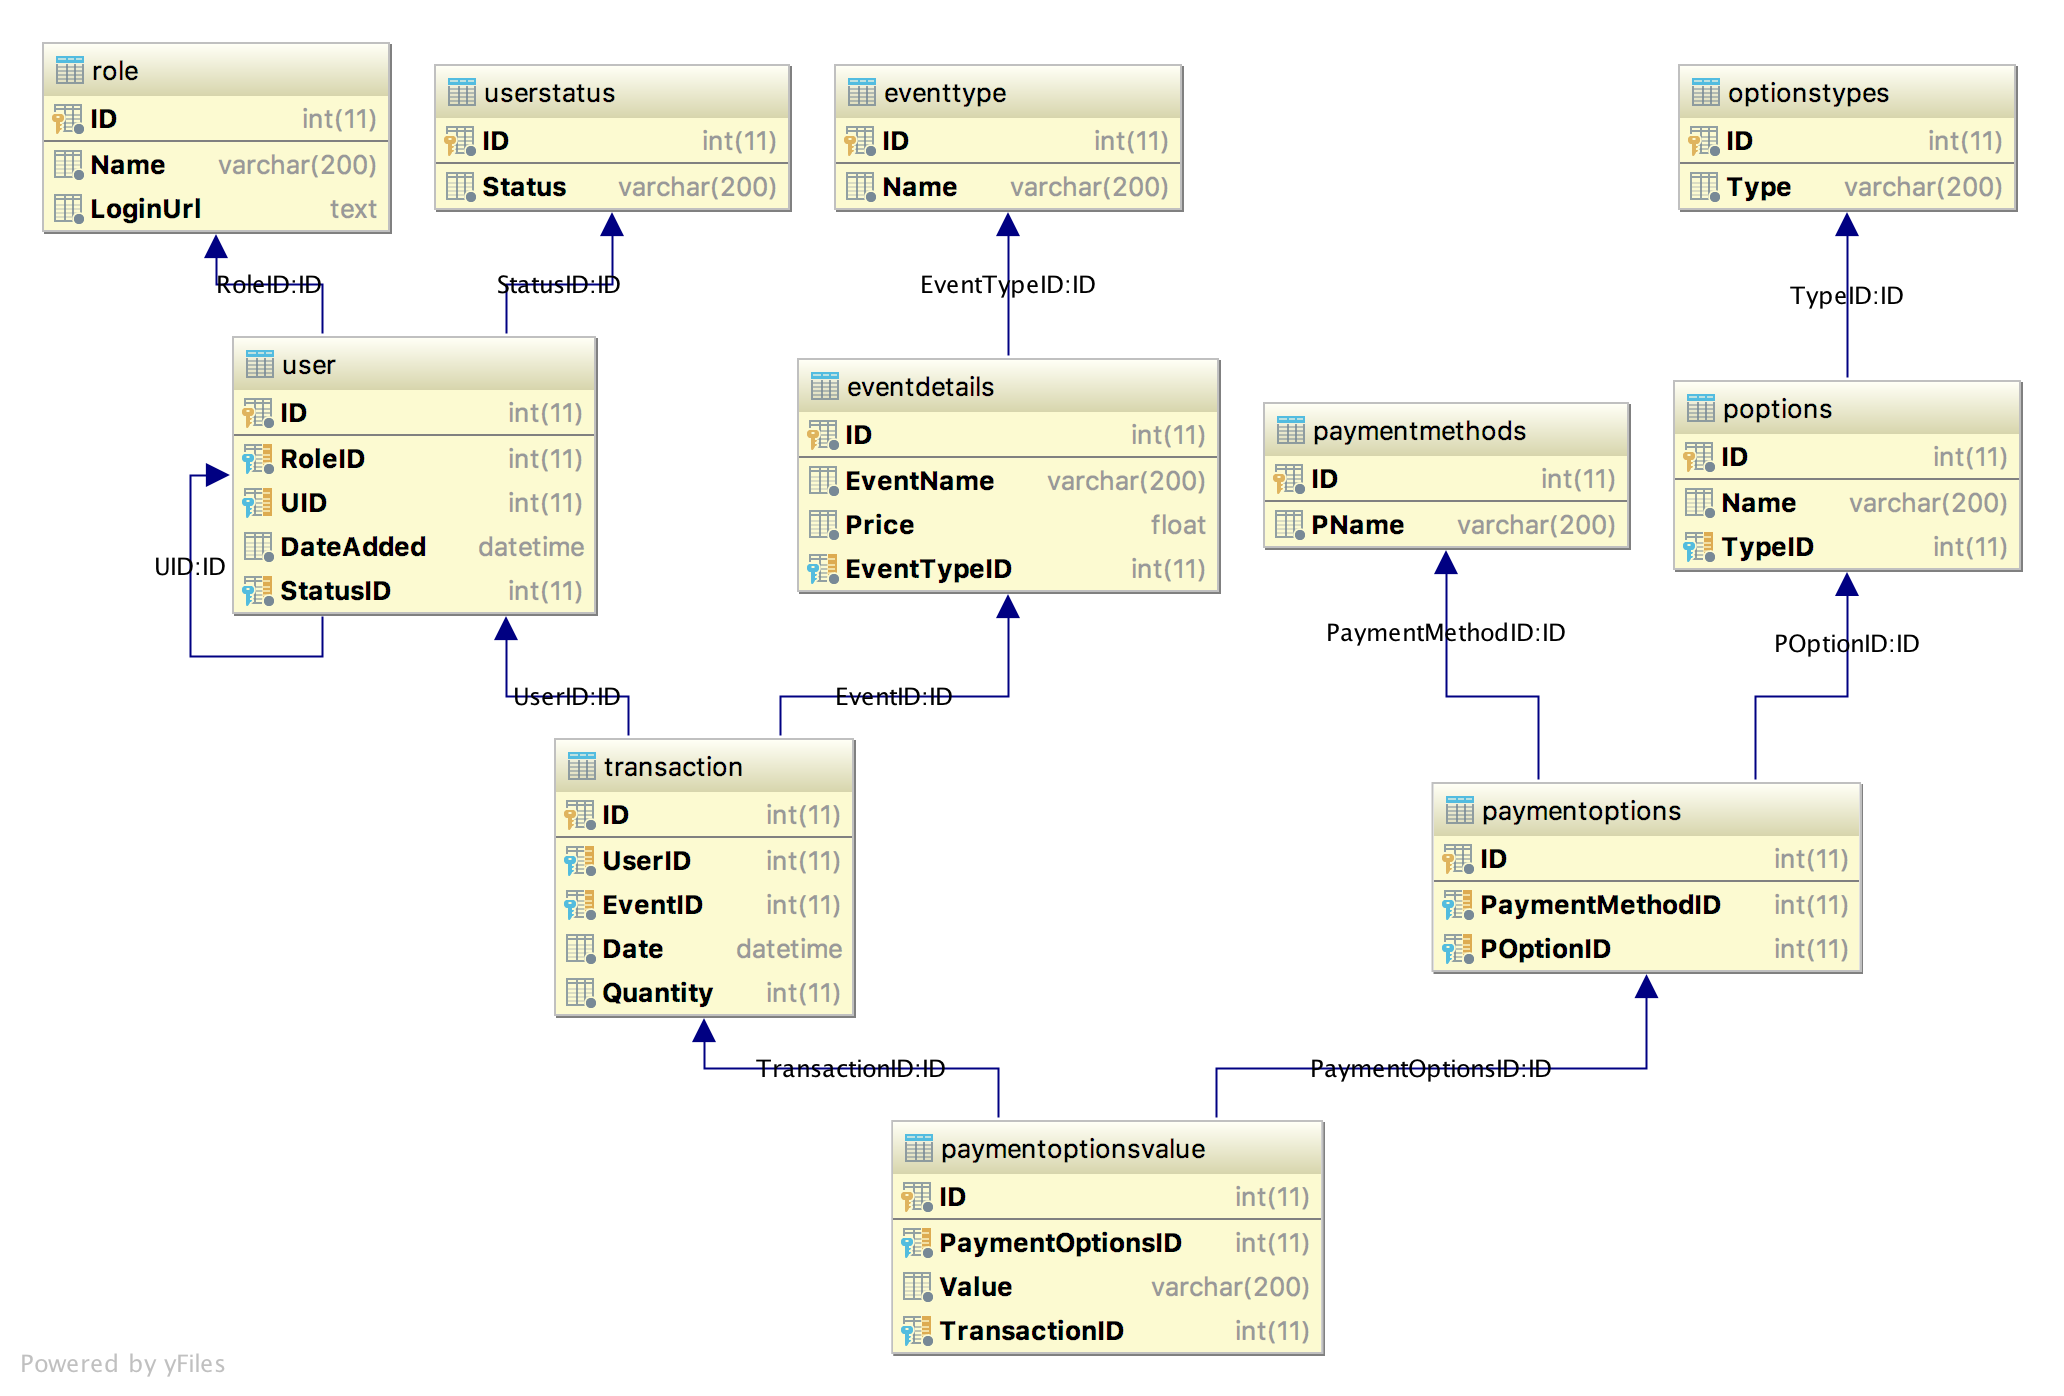 role
ID int(11)
Name varchar(200)
LoginUrl text
userstatus
ID int(11)
Status varchar(200)
eventtype
ID int(11)
Name varchar(200)
optionstypes
ID int(11)
Type varchar(200)
RoleID:ID
StatusID:ID
EventTypeID:ID
TypeID:ID
user
ID int(11)
RoleID int(11)
UID int(11)
DateAdded datetime
StatusID int(11)
UID:ID
eventdetails
ID int(11)
EventName varchar(200)
Price float
EventTypeID int(11)
paymentmethods
ID int(11)
PName varchar(200)
poptions
ID int(11)
Name varchar(200)
TypeID int(11)
PaymentMethodID:ID
POptionID:ID
UserID:ID
EventID:ID
transaction
ID int(11)
UserID int(11)
EventID int(11)
Date datetime
Quantity int(11)
paymentoptions
ID int(11)
PaymentMethodID int(11)
POptionID int(11)
TransactionID:ID
PaymentOptionsID:ID
paymentoptionsvalue
ID int(11)
PaymentOptionsID int(11)
Value varchar(200)
TransactionID int(11)
Powered by yFiles